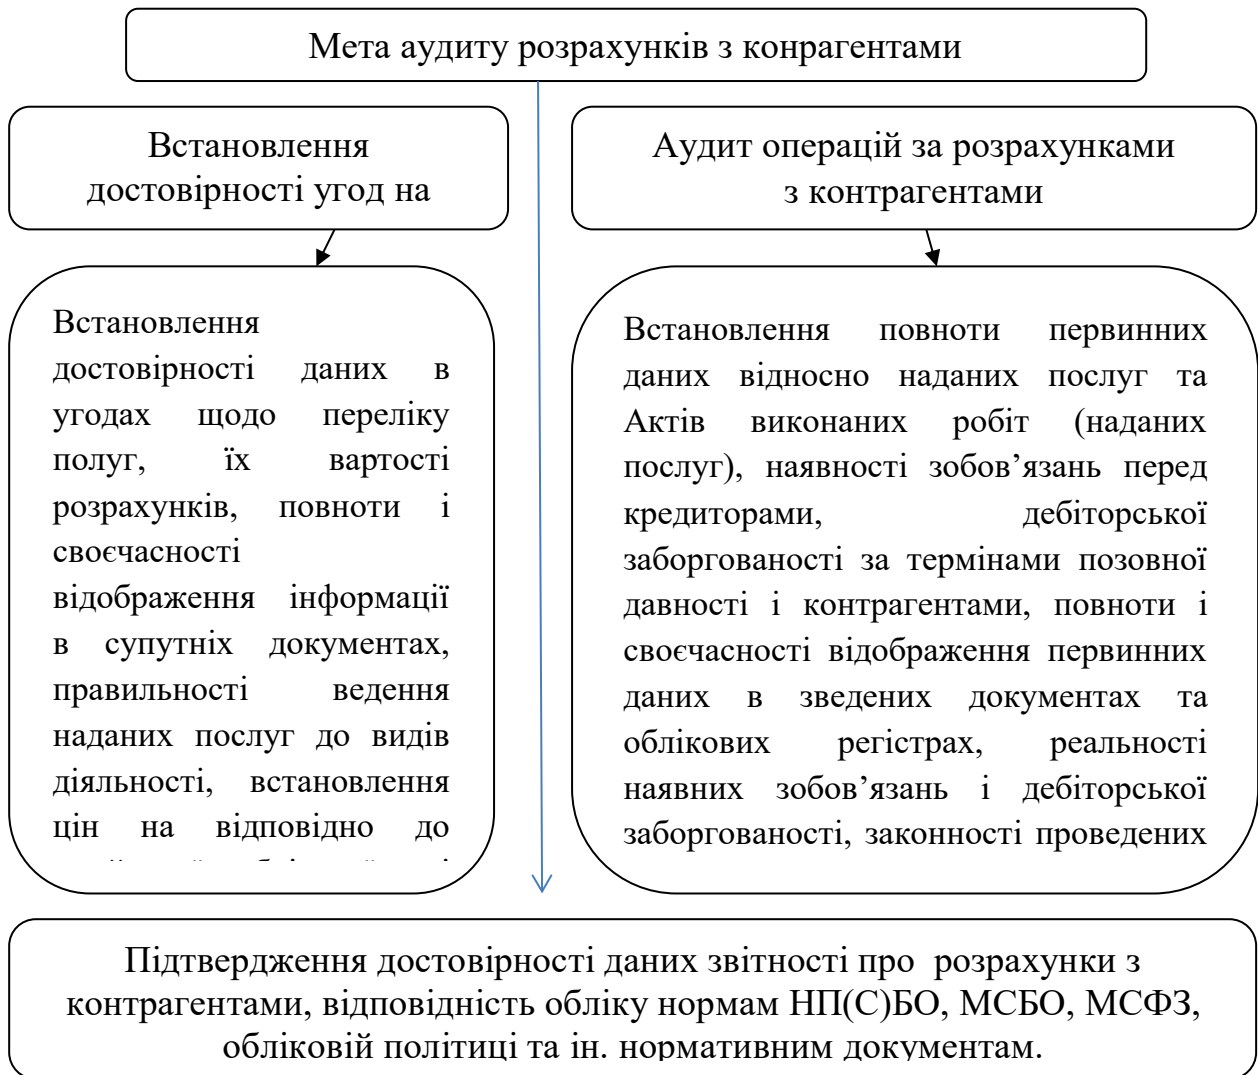 Мета аудиту розрахунків з конрагентами
Встановлення
достовірності угод на
Аудит операцій за розрахунками
з контрагентами
Встановлення
достовірності даних в
угодах щодо переліку
полуг, їх вартості
розрахунків, повноти і
своєчасності
відображення інформації
в супутніх документах,
правильності ведення
наданих послуг до видів
діяльності, встановлення
цін на відповідно до
Встановлення повноти первинних
даних відносно наданих послуг та
Актів виконаних робіт (наданих
послуг), наявності зобов’язань перед
кредиторами, дебіторської
заборгованості за термінами позовної
давності і контрагентами, повноти і
своєчасності відображення первинних
даних в зведених документах та
облікових регістрах, реальності
наявних зобов’язань і дебіторської
заборгованості, законності проведених
Підтвердження достовірності даних звітності про розрахунки з
контрагентами, відповідність обліку нормам НП(С)БО, МСБО, МСФЗ,
обліковій політиці та ін. нормативним документам.